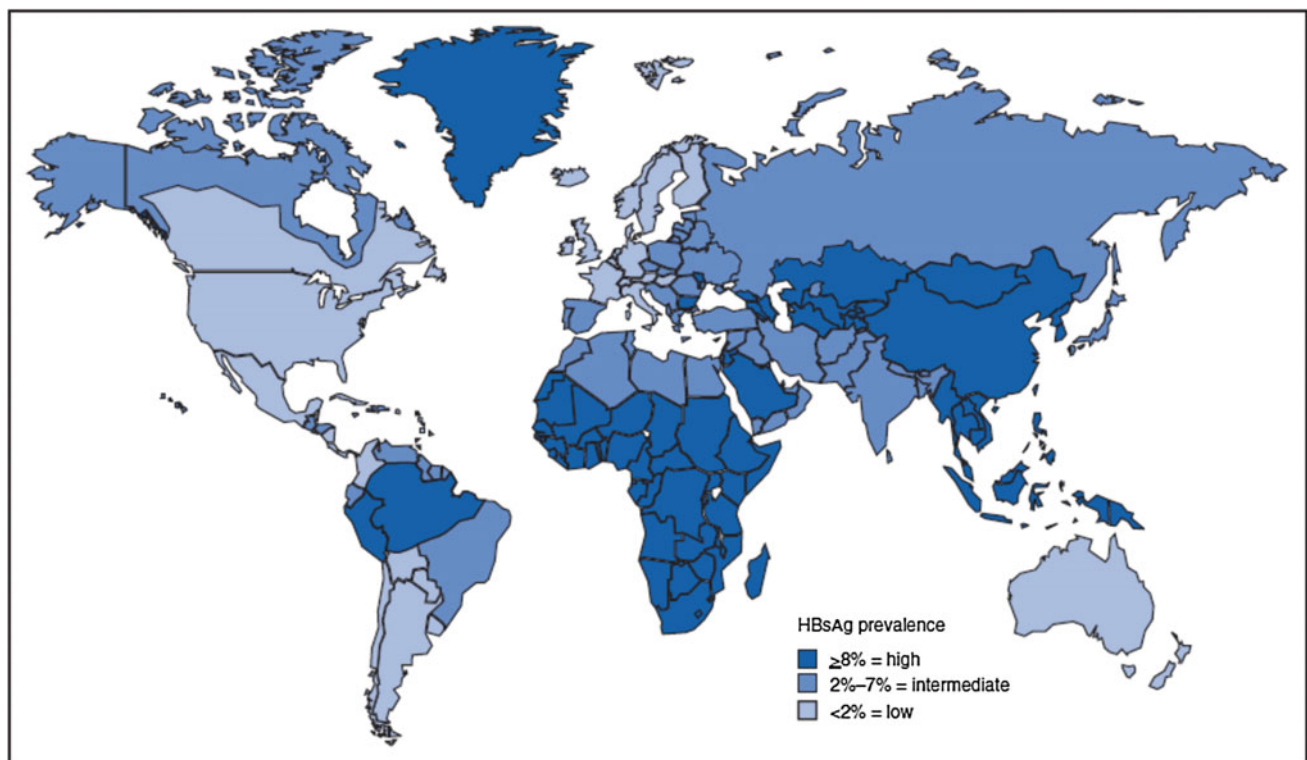 HBsAg prevalence
≥8% = high
2%–7% = intermediate
<2% = low